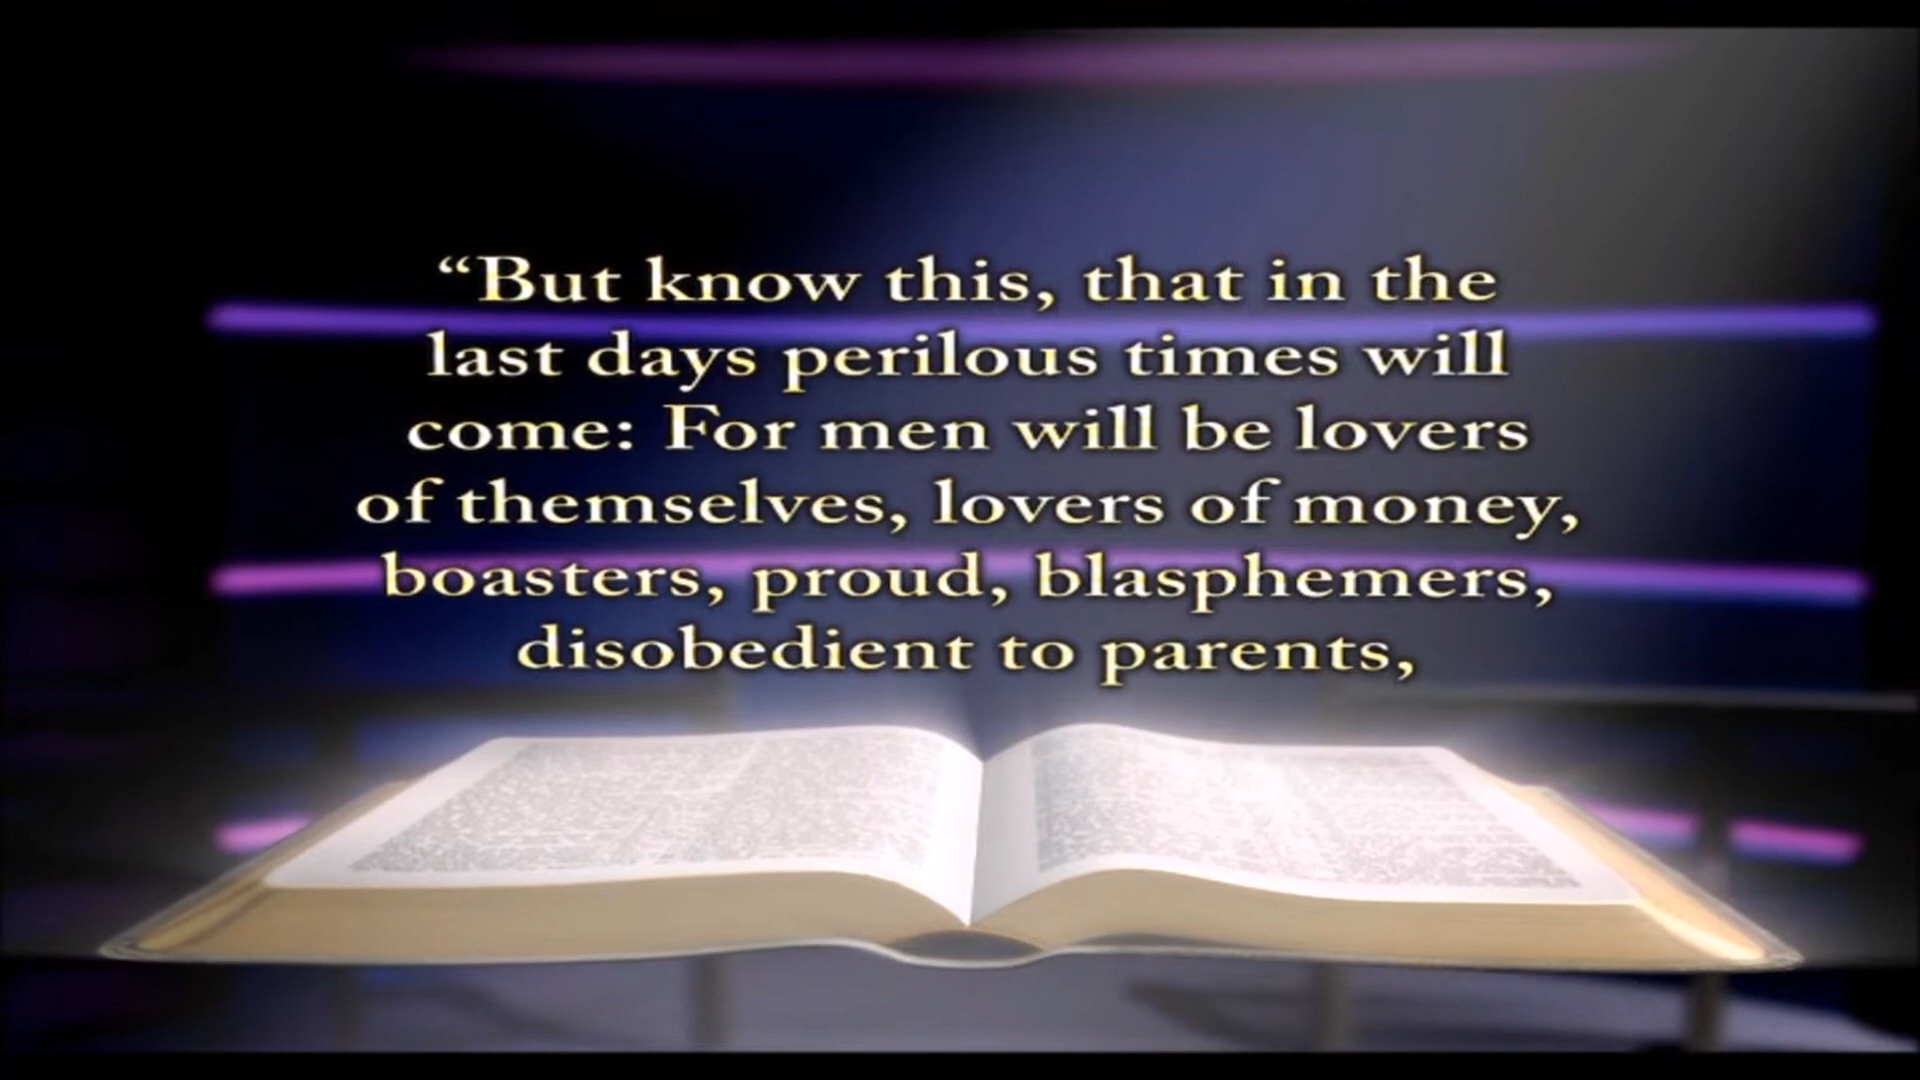 “But know this, that in the
last days perilous times will
come: For men will be lovers
of themselves, lovers of money,
boasters, proud, blasphemers,
disobedient to parents,